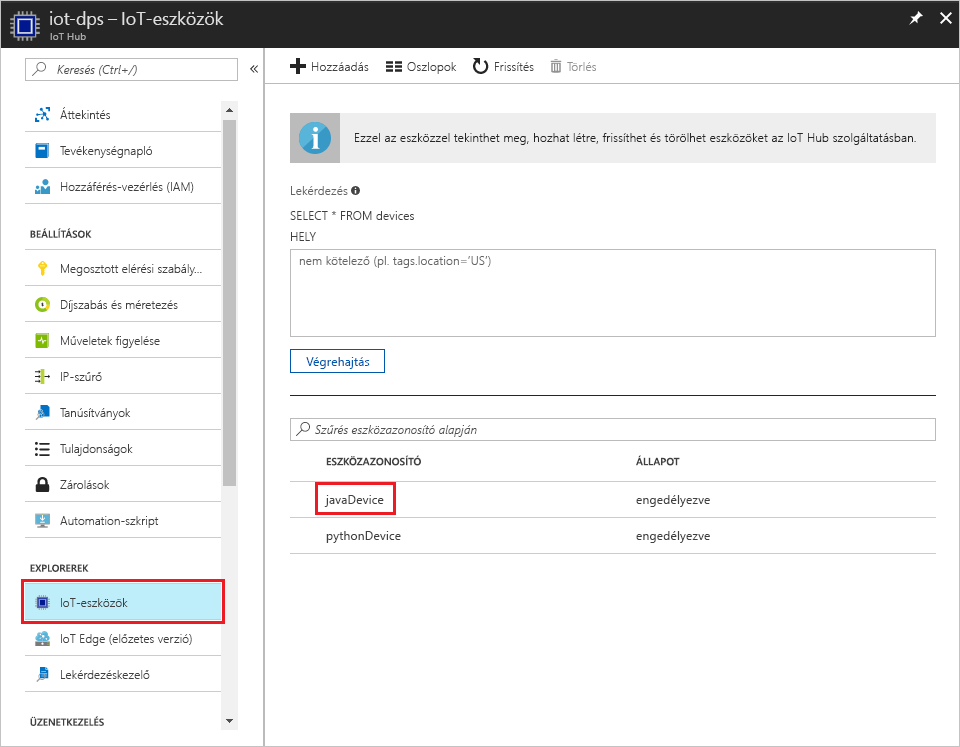 iot-dps – IoT-eszközök
IoT Hub
Keresés (Ctrl+/)
Áttekintés
Tevékenységnapló
Hozzáférés-vezérlés (IAM)
BEÁLLÍTÁSOK
Megosztott elérési szabály...
Díjszabás és méretezés
Műveletek figyelése
IP-szűrő
Tanúsítványok
Tulajdonságok
Zárolások
Automation-szkript
EXPLOREREK
IoT-eszközök
IoT Edge (előzetes verzió)
Lekérdezéskezelő
ÜZENETKEZELÉS
Hozzáadás Oszlopok Frissítés Törlés
Ezzel az eszközzel tekinthet meg, hozhat létre, frissíthet és törölhet eszközöket az IoT Hub szolgáltatásban.
Lekérdezés
SELECT * FROM devices
HELY
nem kötelező (pl. tags.location='US')
Végrehajtás
Szűrés eszközazonosító alapján
ESZKÖZAZONOSÍTÓ ÁLLAPOT
javaDevice engedélyezve
pythonDevice engedélyezve